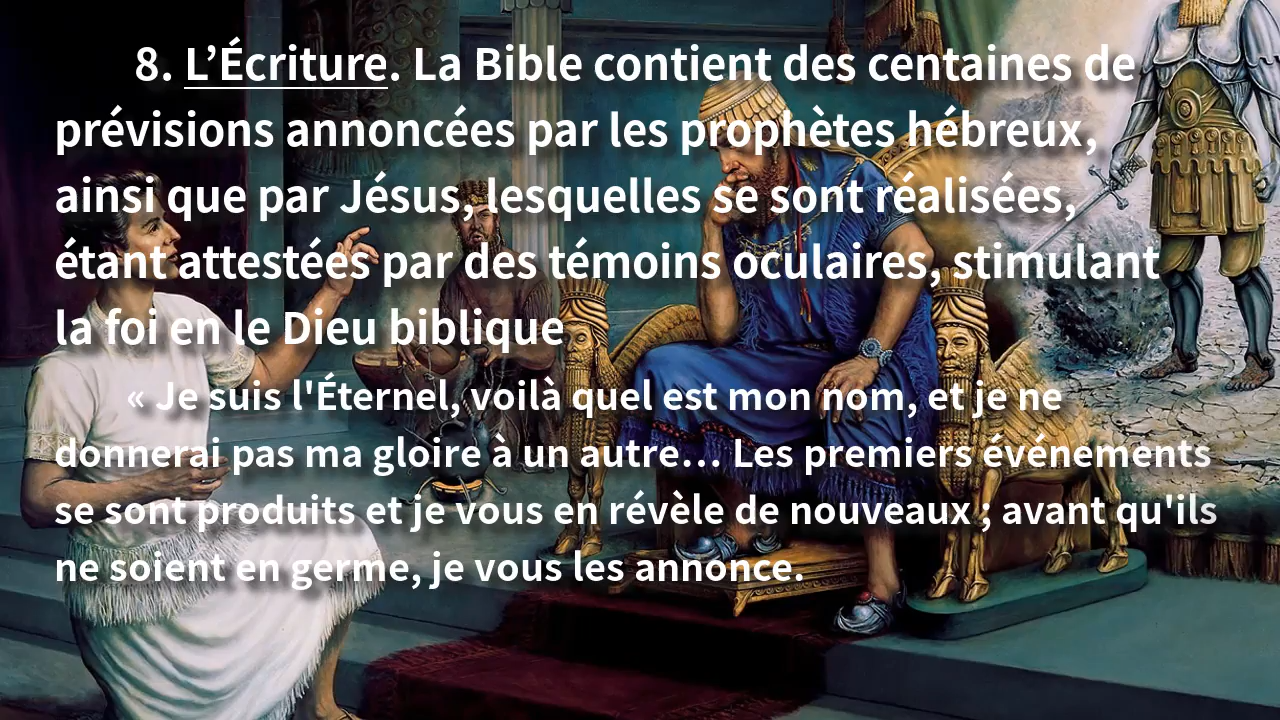 8. L’Écriture. La Bible contient des centaines de
prévisions annoncées par les prophètes hébreux,
ainsi que par Jésus, lesquelles se sont réalisées,
étant attestées par des témoins oculaires, stimulant
la foi en le Dieu biblique
« Je suis l'Éternel, voilà quel est mon nom, et je ne
donnerai pas ma gloire à un autre… Les premiers événements
se sont produits et je vous en révèle de nouveaux ; avant qu'ils
ne soient en germe, je vous les annonce.